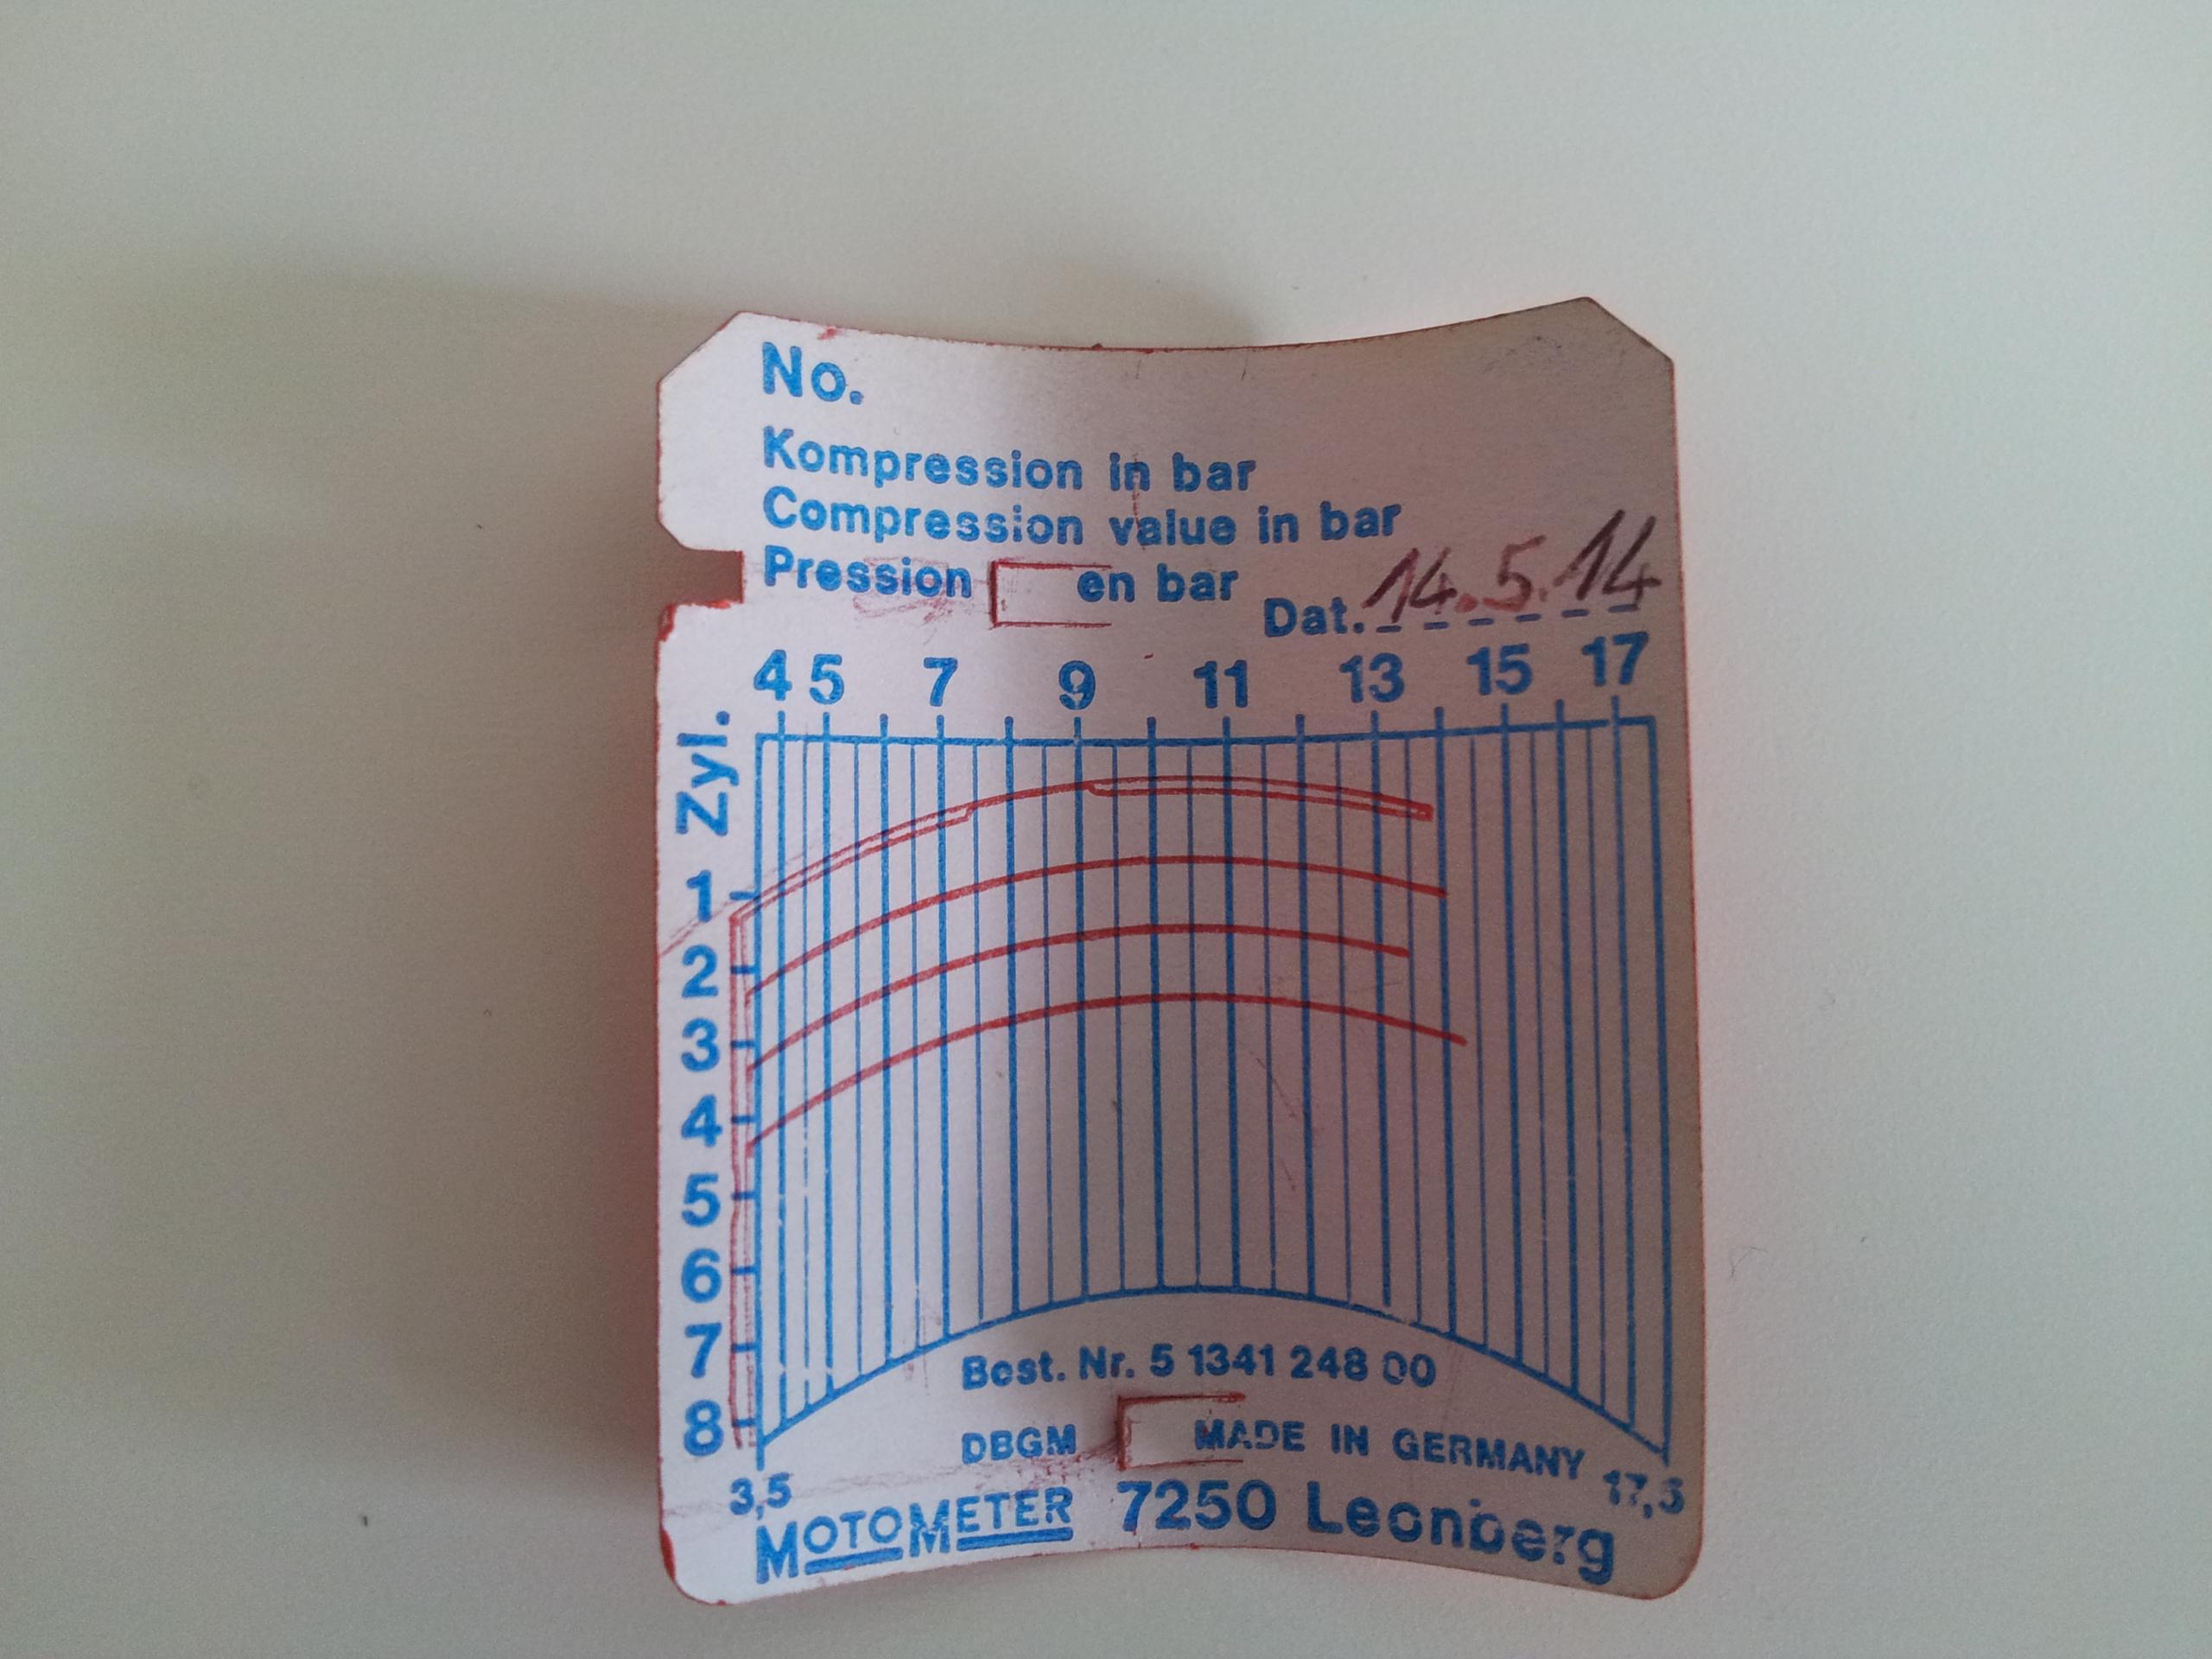 No.
Kompression in bar
Compression value in bar
Pression en bar
Dat. 14.5.14
4 5 7 9 11 13 15 17
Zyl.
1
2
3
4
5
6
7
8
Best. Nr. 5 1341 248 00
DBGM MADE IN GERMANY
3,5 17,5
MOTOMETER 7250 Leonberg